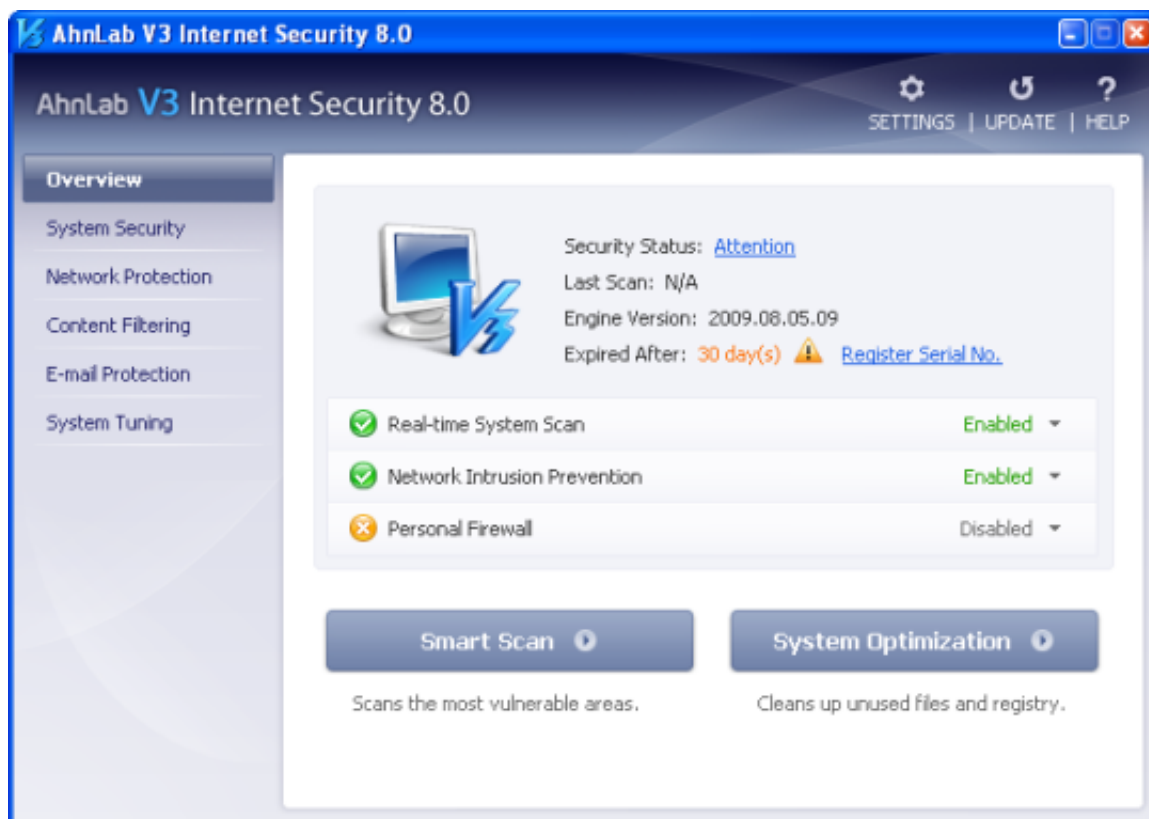 AhnLab V3 Internet Security 8.0
AhnLab V3 Internet Security 8.0
SETTINGS | UPDATE | HELP
Overview
System Security
Network Protection
Content Filtering
E-mail Protection
System Tuning
Security Status: Attention
Last Scan: N/A
Engine Version: 2009.08.05.09
Expired After: 30 day(s) Register Serial No.
Real-time System Scan Enabled
Network Intrusion Prevention Enabled
Personal Firewall Disabled
Smart Scan
Scans the most vulnerable areas.
System Optimization
Cleans up unused files and registry.